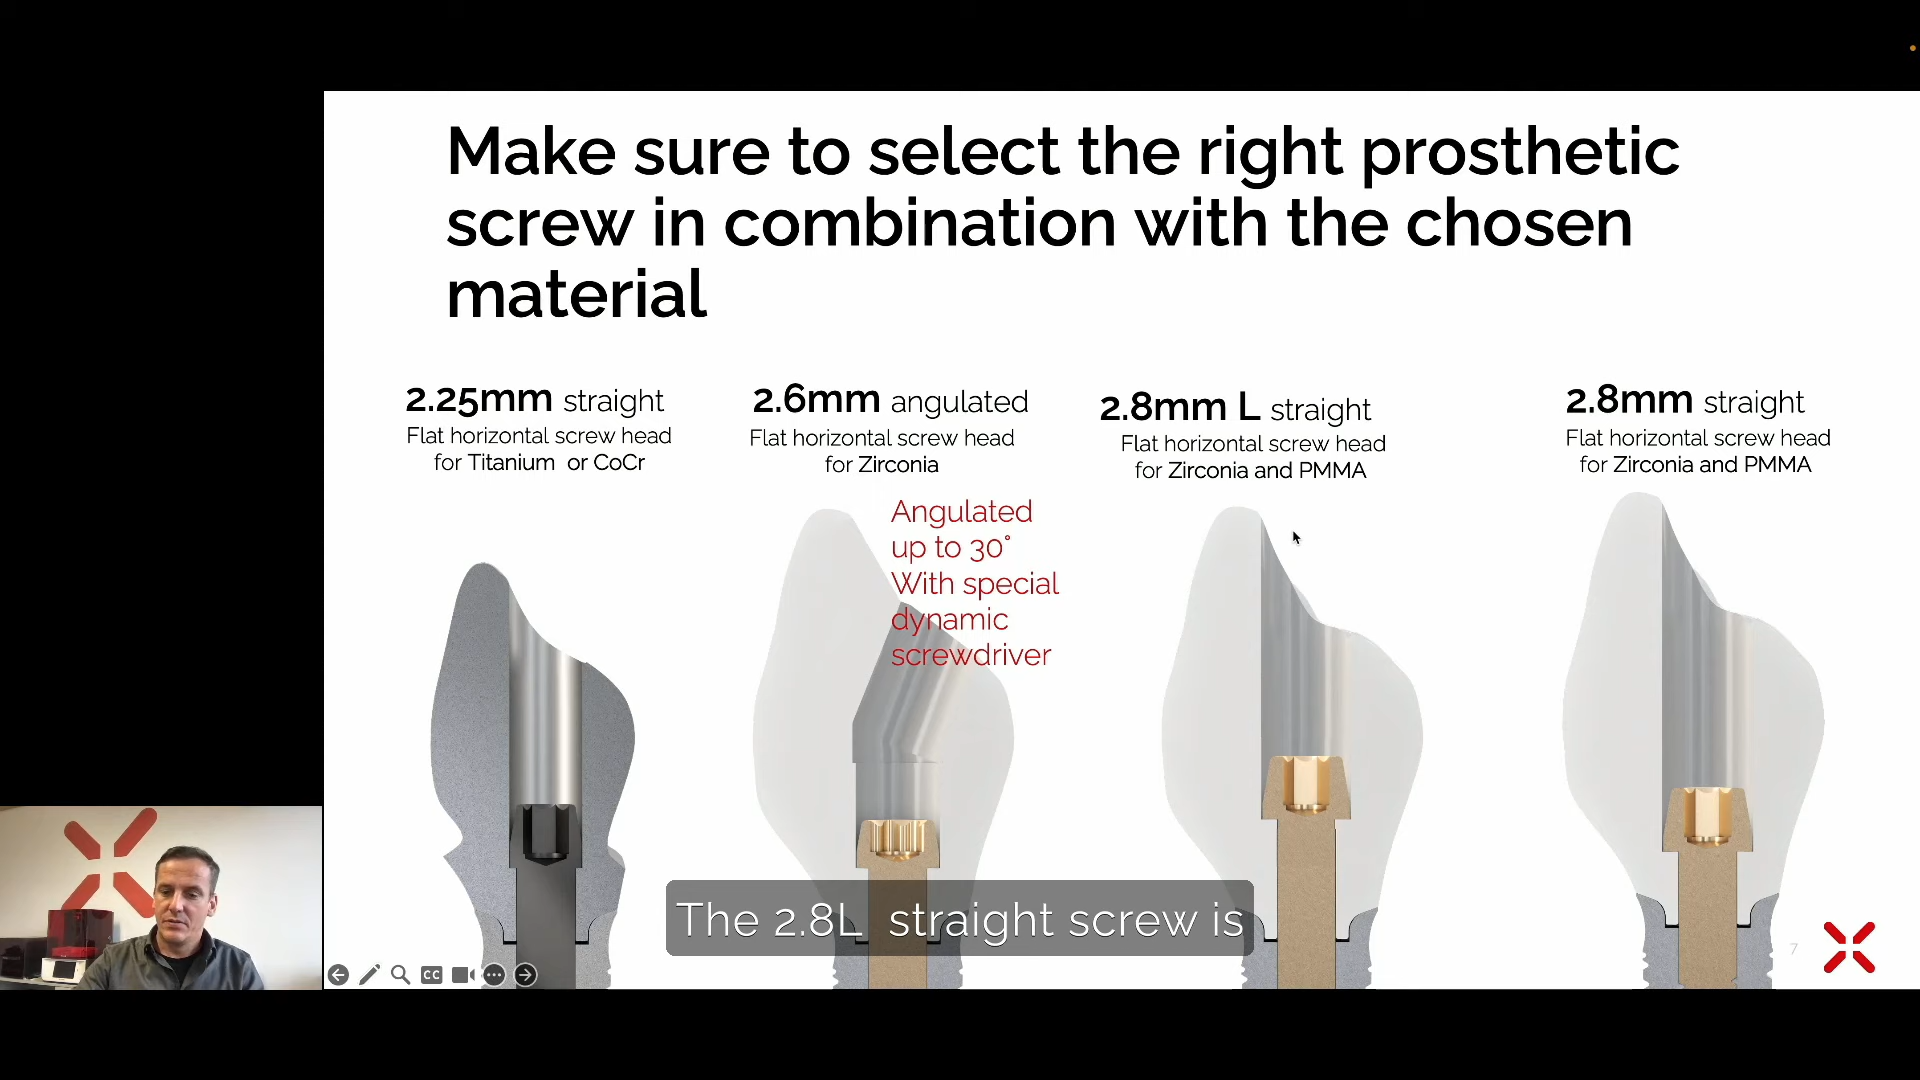 Make sure to select the right prosthetic
screw in combination with the chosen
material
2.25mm straight
Flat horizontal screw head
for Titanium or CoCr
2.6mm angulated
Flat horizontal screw head
for Zirconia
Angulated
up to 30°
With special
dynamic
screwdriver
2.8mm L straight
Flat horizontal screw head
for Zirconia and PMMA
2.8mm straight
Flat horizontal screw head
for Zirconia and PMMA
The 2.8L straight screw is
CC
7